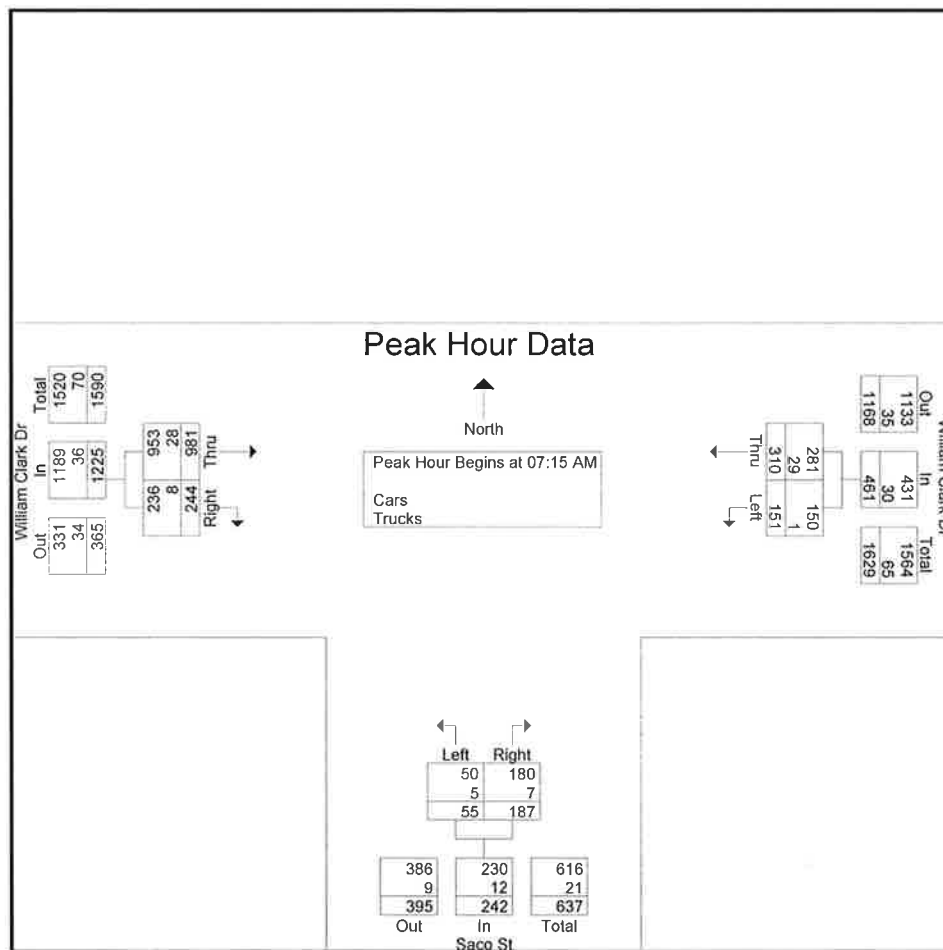 Peak Hour Data
North
Peak Hour Begins at 07:15 AM
Cars
Trucks
William Clark Dr
Out In Total
331 1189 1520
34 36 70
365 1225 1590
953 236
28 8
981 244
Thru Right
Out In Total
1133 431 1564
35 30 65
1168 461 1629
281 150
29 1
310 151
Thru Left
William Clark Dr
Left Right
50 180
5 7
55 187
386 230 616
9 12 21
395 242 637
Out In Total
Saco St